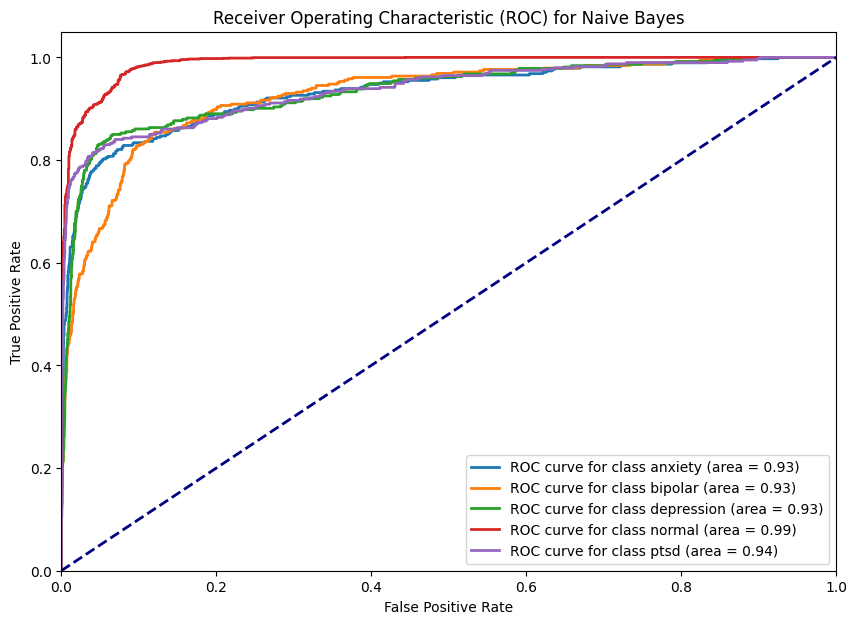 Receiver Operating Characteristic (ROC) for Naive Bayes
1.0
0.8
0.6
0.4
0.2
0.0
True Positive Rate
0.0 0.2 0.4 0.6 0.8 1.0
False Positive Rate
ROC curve for class anxiety (area = 0.93)
ROC curve for class bipolar (area = 0.93)
ROC curve for class depression (area = 0.93)
ROC curve for class normal (area = 0.99)
ROC curve for class ptsd (area = 0.94)